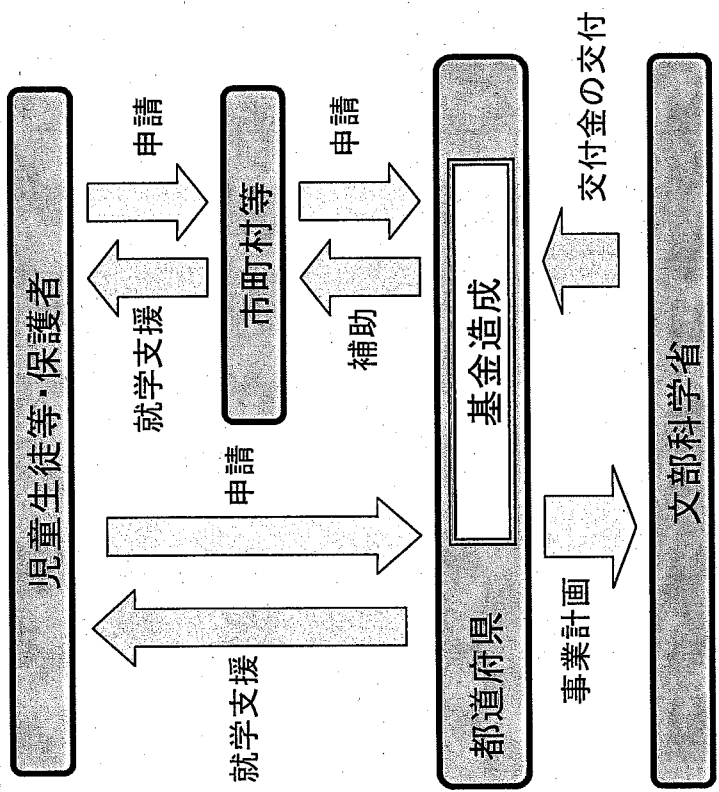 児童生徒等・保護者
就学支援
申請
就学支援
申請
市町村等
補助
申請
都道府県
基金造成
事業計画
交付金の交付
文部科学省